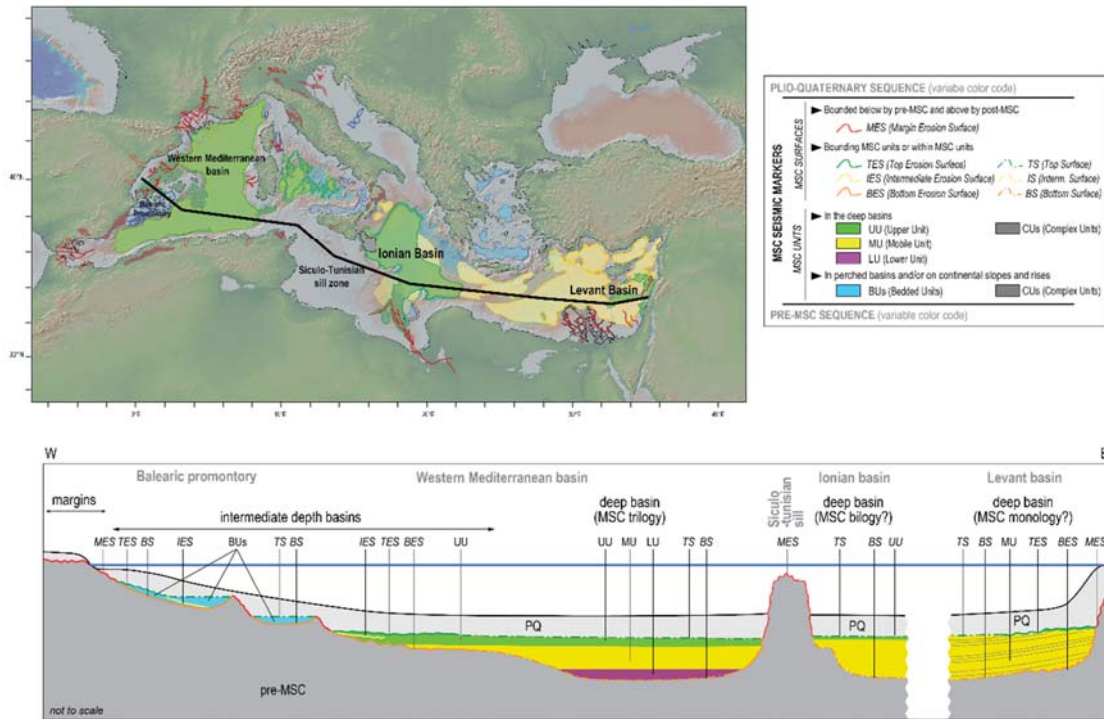 Western Mediterranean
basin
Ionian Basin
Siculo-Tunisian
sill zone
Levant Basin
40°N
PLIO-QUATERNARY SEQUENCE (variabe color code)
MSC SEISMIC MARKERS
MSC SURFACES
► Bounded below by pre-MSC and above by post-MSC
MES (Margin Erosion Surface)
► Bounding MSC units or within MSC units
TES (Top Erosion Surface)
TS (Top Surface)
IES (Intermediate Erosion Surface)
IS (Interm. Surface)
BES (Bottom Erosion Surface)
BS (Bottom Surface)
MSC UNITS
► In the deep basins
UU (Upper Unit)
CUs (Complex Units)
MU (Mobile Unit)
LU (Lower Unit)
► In perched basins and/or on continental slopes and rises
BUs (Bedded Units)
CUs (Complex Units)
PRE-MSC SEQUENCE (variable color code)
W
E
Balearic promontory
Western Mediterranean basin
Siculo
-tunisian
sill
Ionian basin
Levant basin
margins
intermediate depth basins
deep basin
(MSC trilogy)
deep basin
(MSC bilogy?)
deep basin
(MSC monology?)
MES TES BS IES BUs TS BS IES TES BES UU UU MU LU TS BS MES TS BS UU TS BS MU TES BES MES
PQ
PQ
PQ
pre-MSC
not to scale